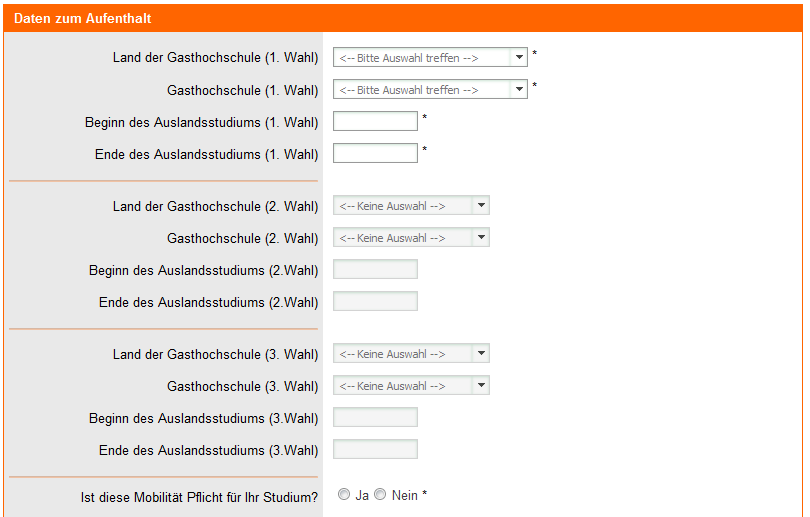 Daten zum Aufenthalt
Land der Gasthochschule (1. Wahl) <-- Bitte Auswahl treffen --> *
Gasthochschule (1. Wahl) <-- Bitte Auswahl treffen --> *
Beginn des Auslandsstudiums (1. Wahl) *
Ende des Auslandsstudiums (1. Wahl) *
Land der Gasthochschule (2. Wahl) <-- Keine Auswahl -->
Gasthochschule (2. Wahl) <-- Keine Auswahl -->
Beginn des Auslandsstudiums (2.Wahl)
Ende des Auslandsstudiums (2.Wahl)
Land der Gasthochschule (3. Wahl) <-- Keine Auswahl -->
Gasthochschule (3. Wahl) <-- Keine Auswahl -->
Beginn des Auslandsstudiums (3.Wahl)
Ende des Auslandsstudiums (3.Wahl)
Ist diese Mobilität Pflicht für Ihr Studium? Ja Nein *